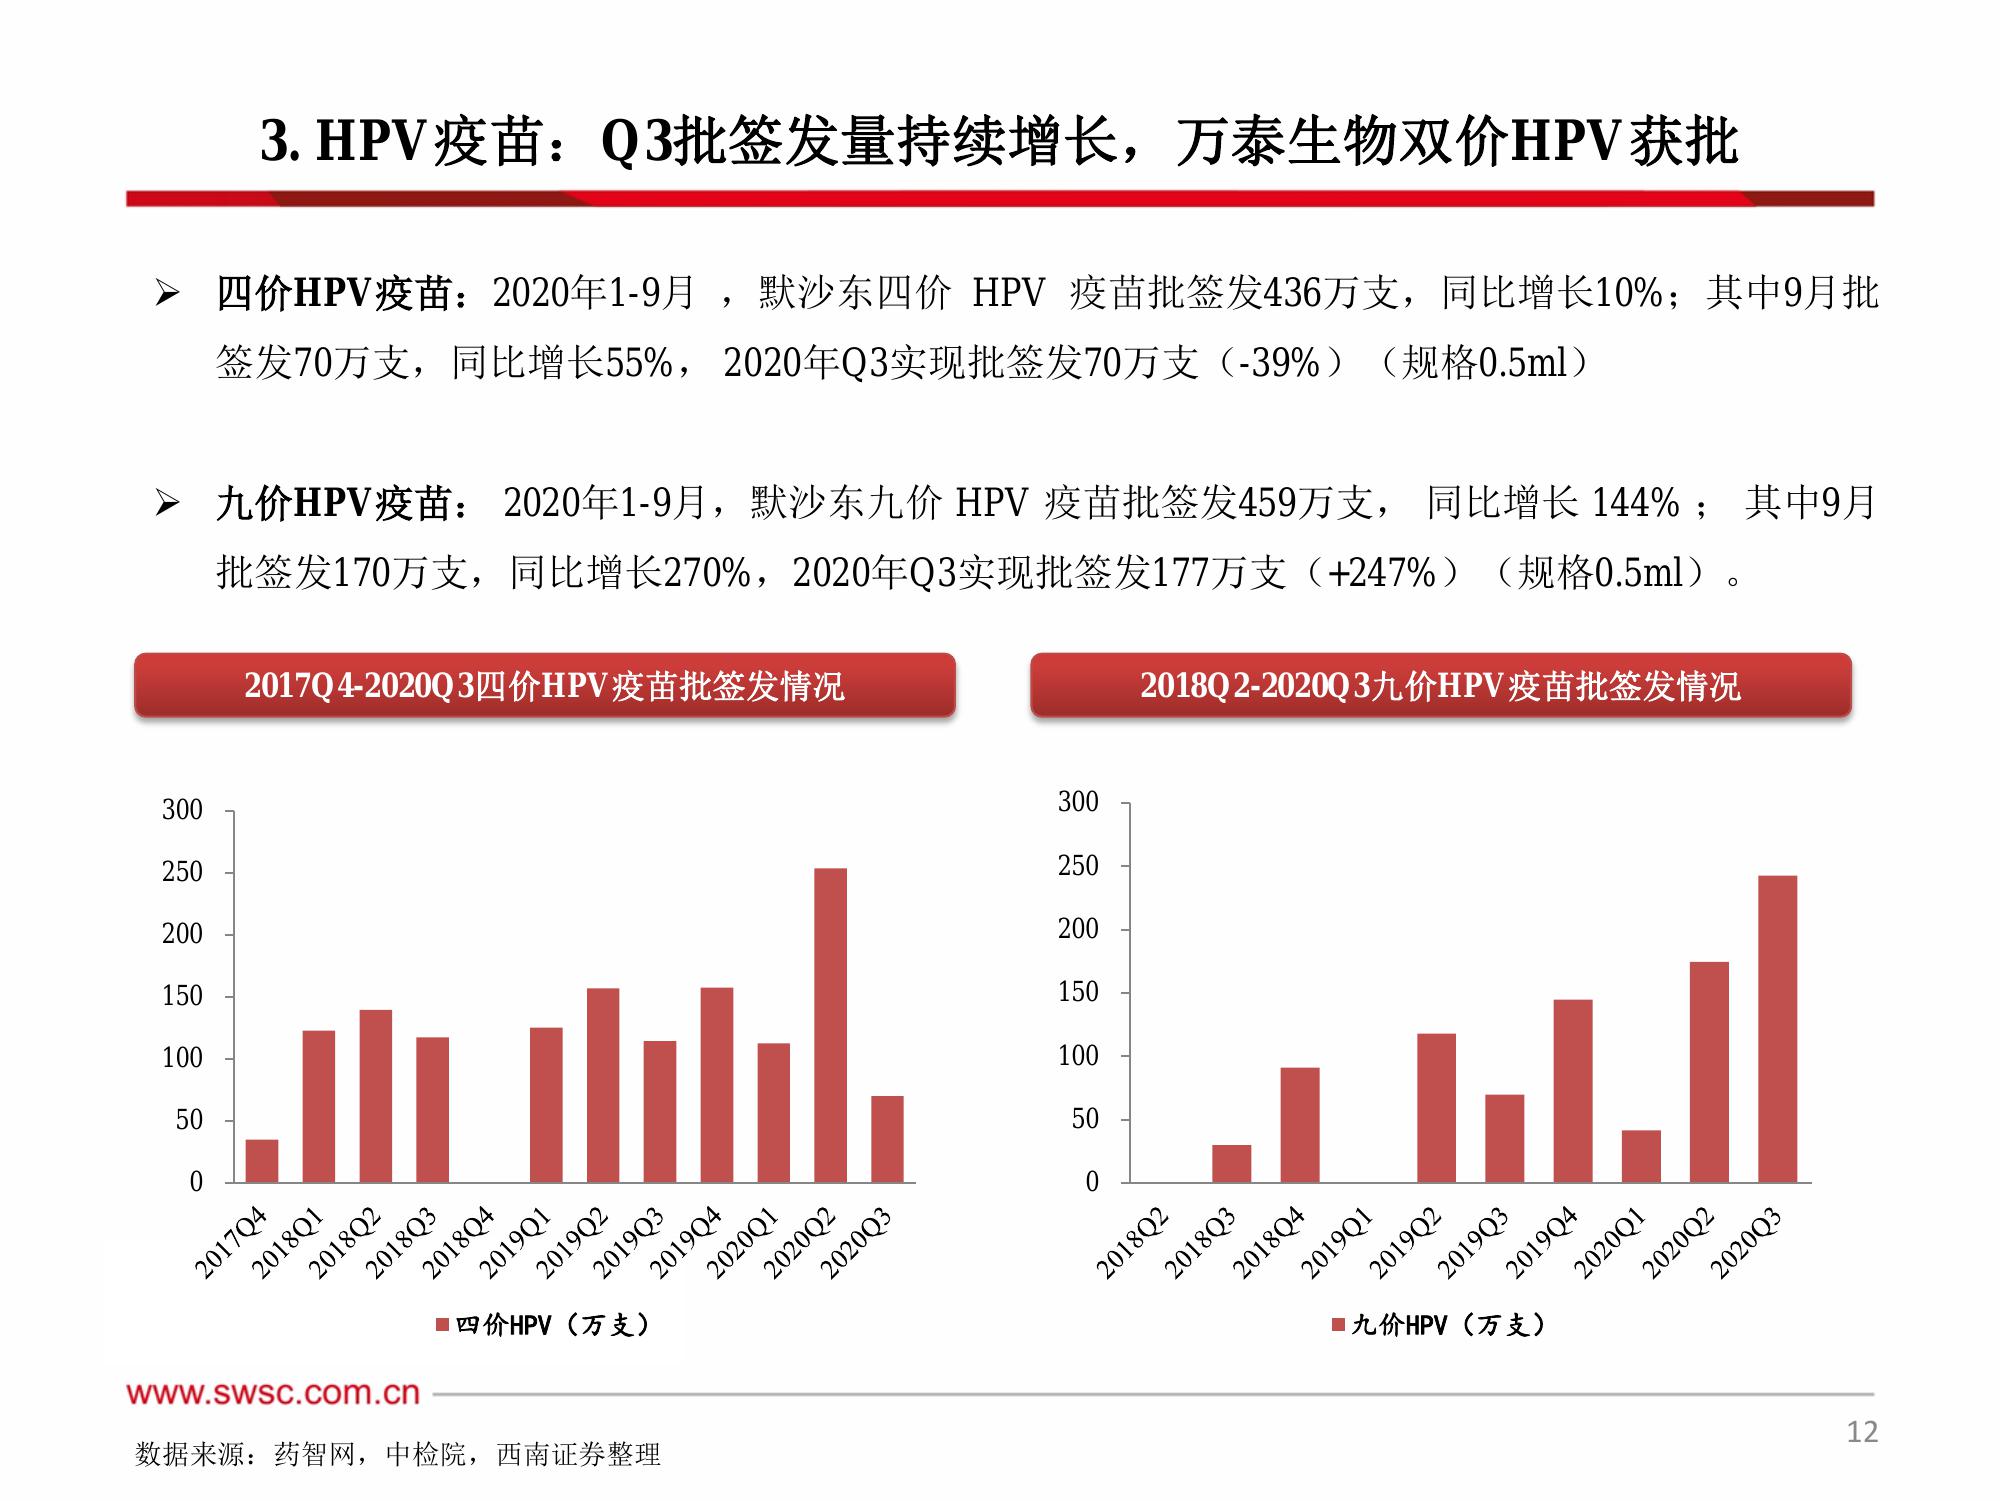 3. HPV疫苗：Q3批签发量持续增长，万泰生物双价HPV获批
➢ 四价HPV疫苗：2020年1-9月 ，默沙东四价 HPV 疫苗批签发436万支，同比增长10%；其中9月批
签发70万支，同比增长55%， 2020年Q3实现批签发70万支（-39%）（规格0.5ml）
➢ 九价HPV疫苗： 2020年1-9月，默沙东九价 HPV 疫苗批签发459万支， 同比增长 144% ； 其中9月
批签发170万支，同比增长270%，2020年Q3实现批签发177万支（+247%）（规格0.5ml）。
2017Q4-2020Q3四价HPV疫苗批签发情况
300
250
200
150
100
50
0
2017Q4
2018Q1
2018Q2
2018Q3
2018Q4
2019Q1
2019Q2
2019Q3
2019Q4
2020Q1
2020Q2
2020Q3
四价HPV（万支）
2018Q2-2020Q3九价HPV疫苗批签发情况
300
250
200
150
100
50
0
2018Q2
2018Q3
2018Q4
2019Q1
2019Q2
2019Q3
2019Q4
2020Q1
2020Q2
2020Q3
九价HPV（万支）
www.swsc.com.cn
12
数据来源：药智网，中检院，西南证券整理